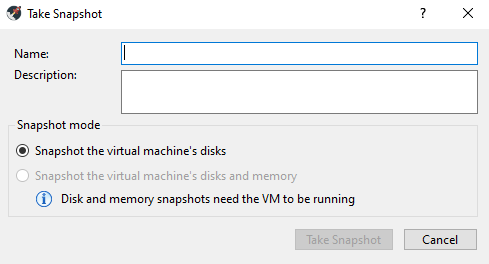 Take Snapshot
?
Name:
Description:
Snapshot mode
Snapshot the virtual machine's disks
Snapshot the virtual machine's disks and memory
Disk and memory snapshots need the VM to be running
Take Snapshot Cancel